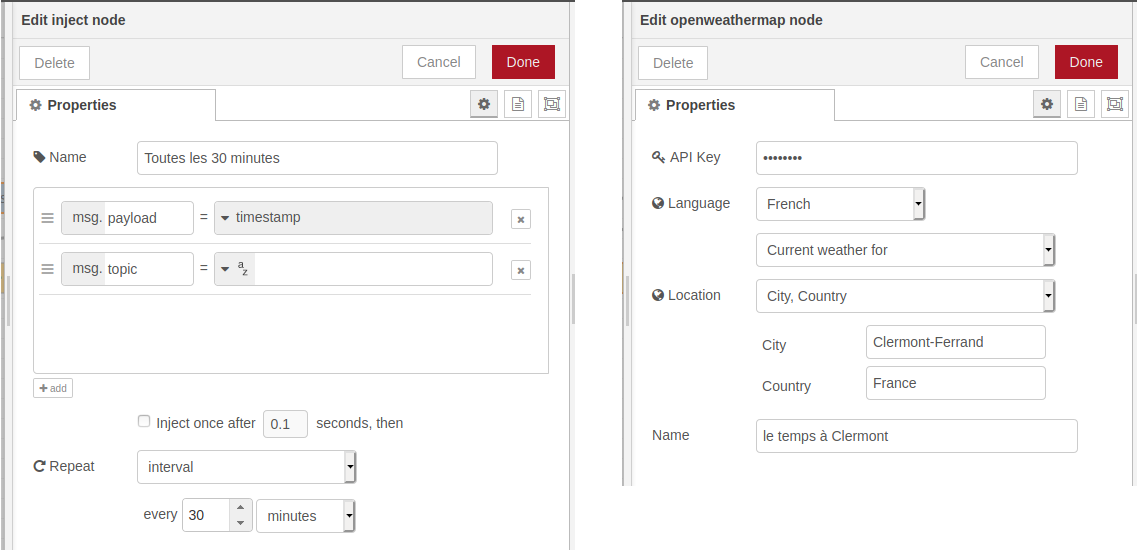 Edit inject node
Delete
Cancel
Done
Properties
Name
Toutes les 30 minutes
msg. payload = timestamp
msg. topic = a z
add
Inject once after 0.1 seconds, then
Repeat
interval
every 30 minutes
Edit openweathermap node
Delete
Cancel
Done
Properties
API Key ••••••••
Language French
Current weather for
Location City, Country
City Clermont-Ferrand
Country France
Name le temps à Clermont